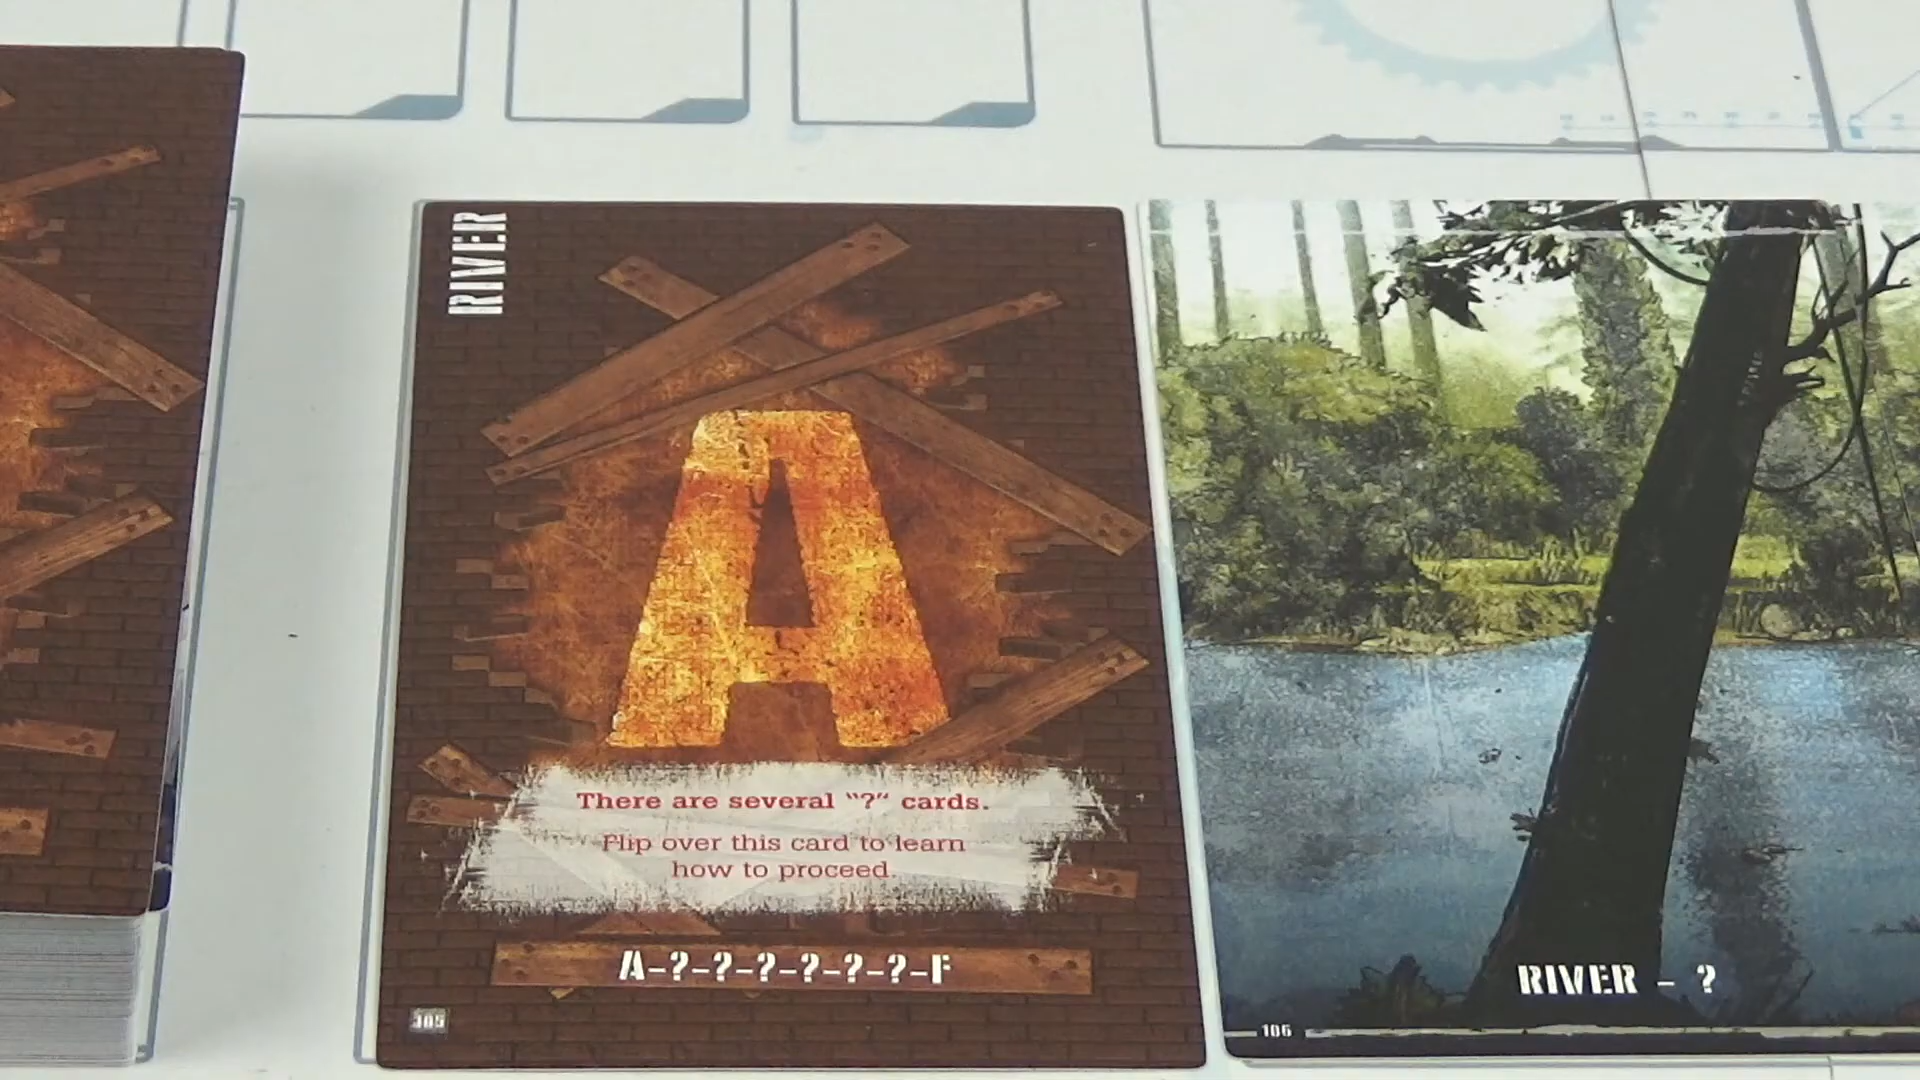 RIVER
A
There are several "?" cards.
Flip over this card to learn
how to proceed.
A-?-?-?-?-?-?-F
105
RIVER - ?
106